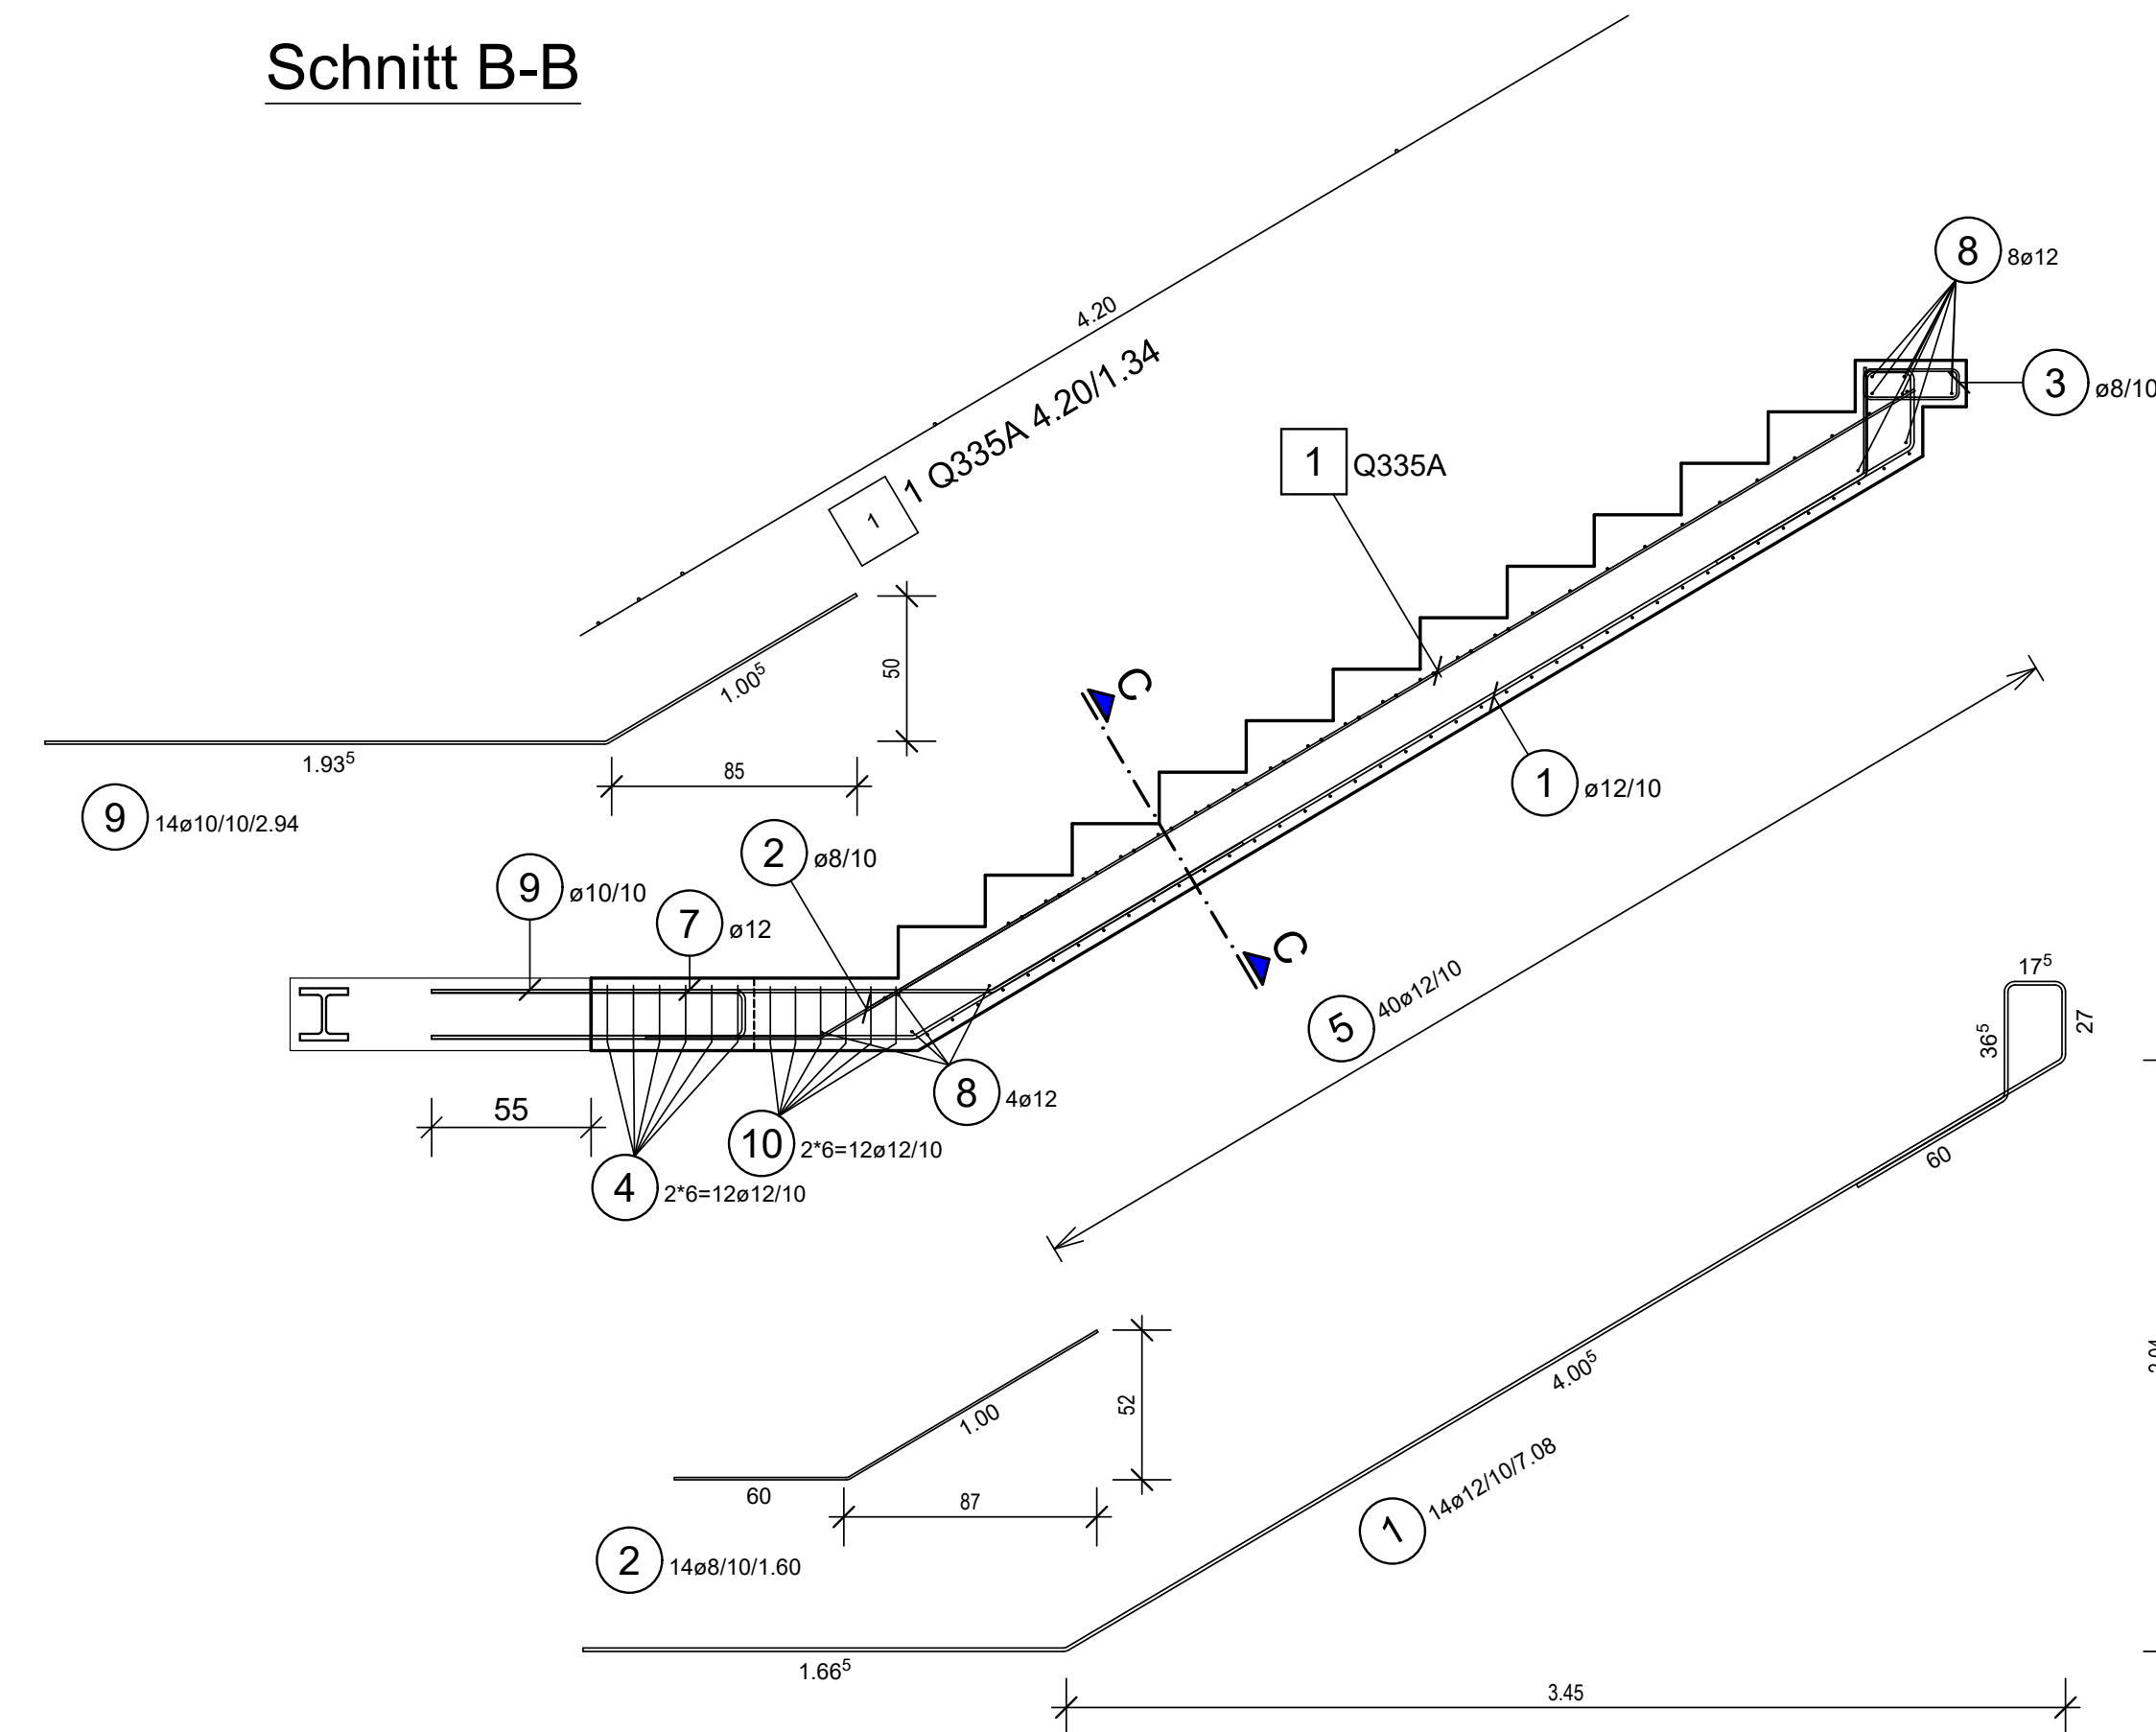 Schnitt B-B
4.20
1 Q335A 4.20/1.34
1
8 8ø12
3 ø8/10
1 Q335A
50
1.00⁵
1.93⁵
85
9 14ø10/10/2.94
C
1 ø12/10
2 ø8/10
9 ø10/10
7 ø12
C
5 40ø12/10
17⁵
36⁵
27
8 4ø12
55
10 2*6=12ø12/10
4 2*6=12ø12/10
60
52
1.00
4.00⁵
60
87
1 14ø12/10/7.08
2 14ø8/10/1.60
1.66⁵
3.45